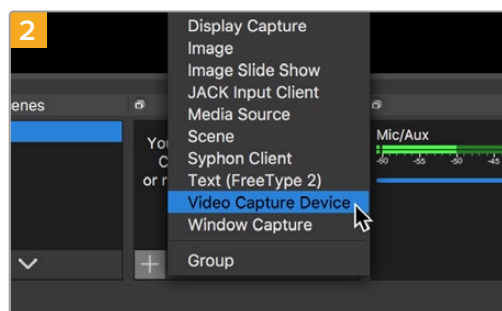 2
Display Capture
Image
Image Slide Show
JACK Input Client
Media Source
Scene
Syphon Client
Text (FreeType 2)
Video Capture Device
Window Capture
Group
enes
You
C
or r
Mic/Aux
-60 -55 -50 -45